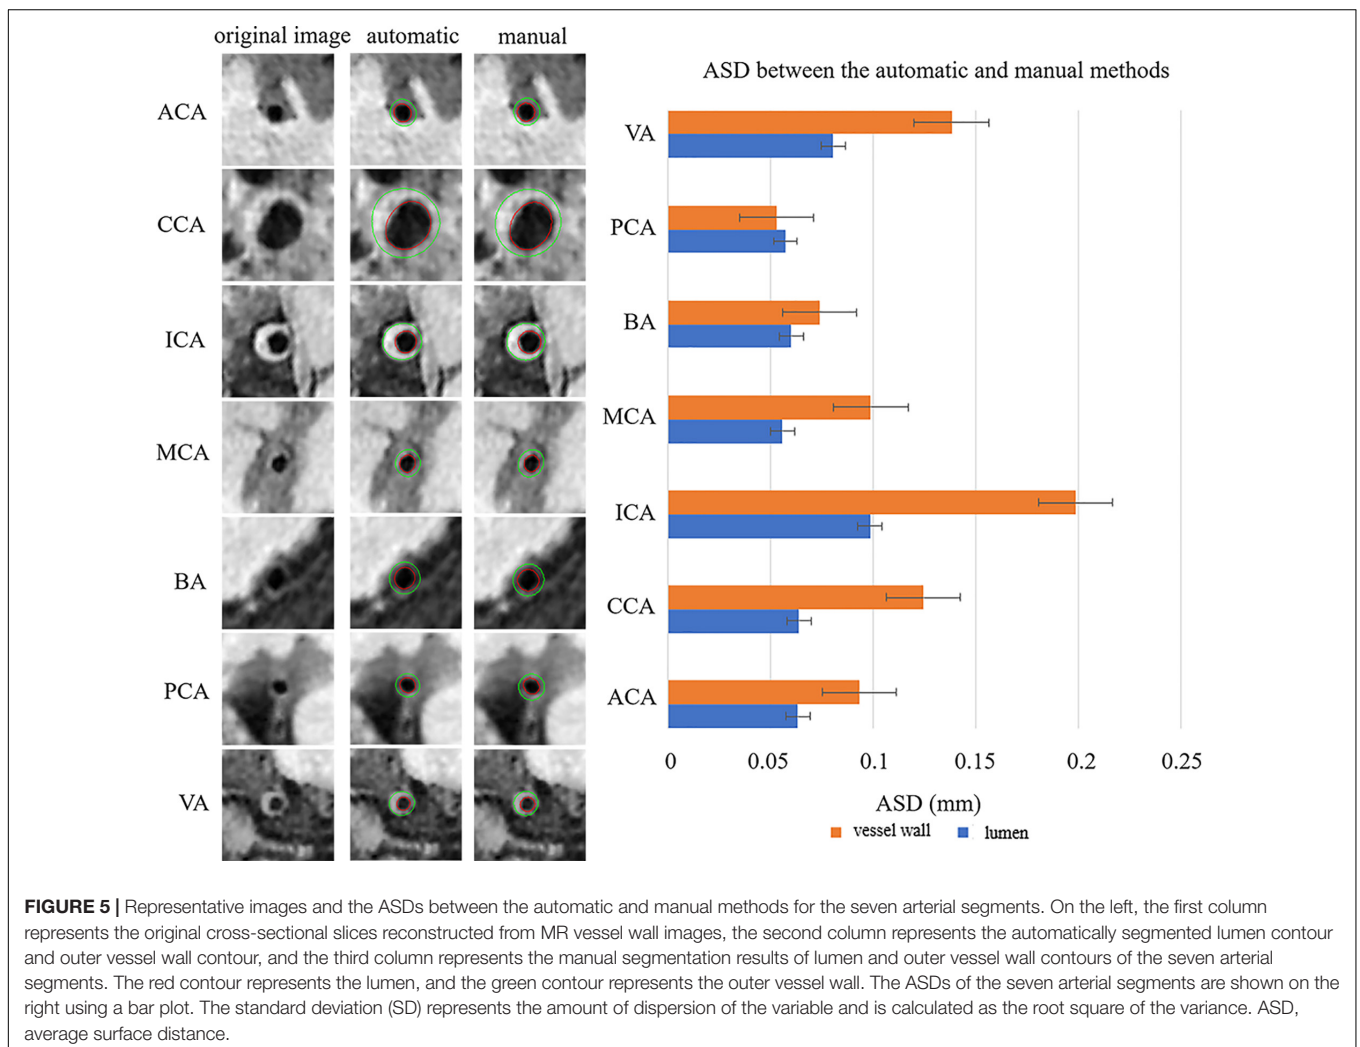 original image automatic manual
ACA
CCA
ICA
MCA
BA
PCA
VA
ASD between the automatic and manual methods
VA
PCA
BA
MCA
ICA
CCA
ACA
0 0.05 0.1 0.15 0.2 0.25
ASD (mm)
vessel wall lumen
FIGURE 5 | Representative images and the ASDs between the automatic and manual methods for the seven arterial segments. On the left, the first column
represents the original cross-sectional slices reconstructed from MR vessel wall images, the second column represents the automatically segmented lumen contour
and outer vessel wall contour, and the third column represents the manual segmentation results of lumen and outer vessel wall contours of the seven arterial
segments. The red contour represents the lumen, and the green contour represents the outer vessel wall. The ASDs of the seven arterial segments are shown on the
right using a bar plot. The standard deviation (SD) represents the amount of dispersion of the variable and is calculated as the root square of the variance. ASD,
average surface distance.